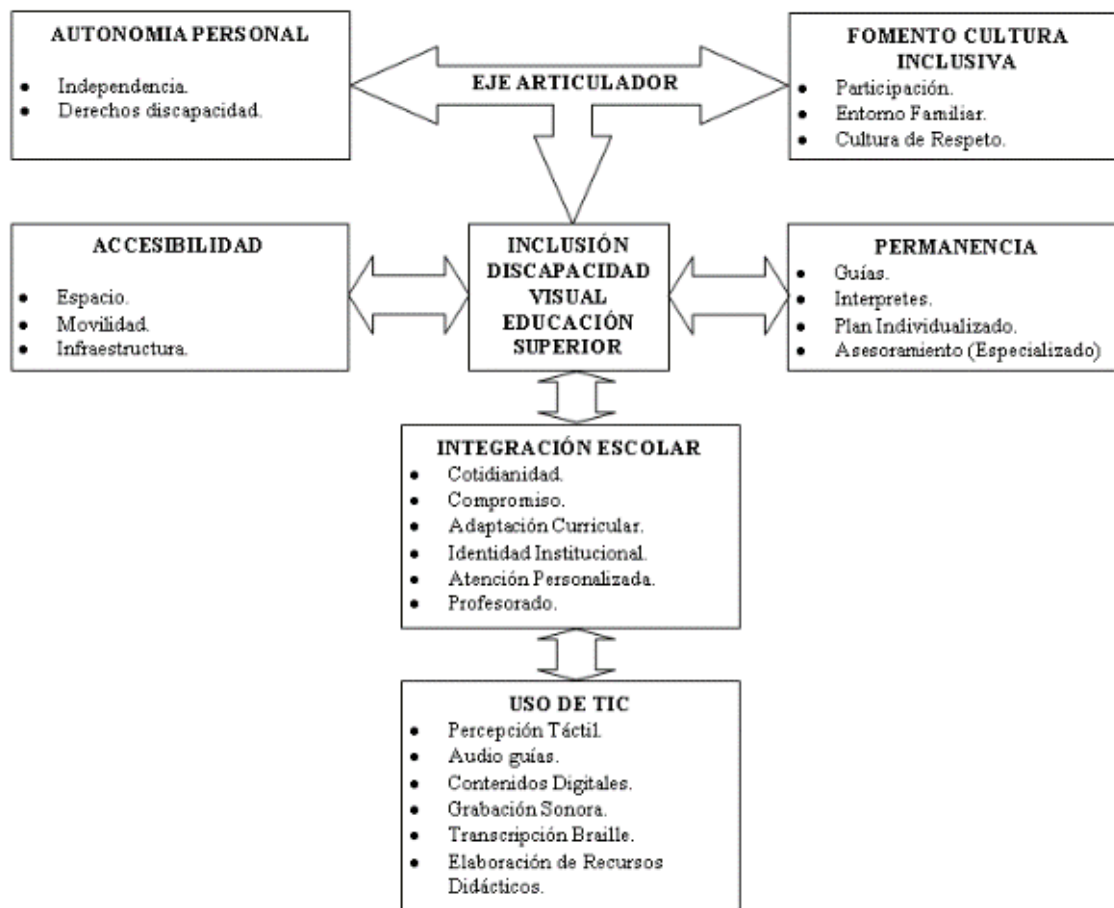 AUTONOMIA PERSONAL
• Independencia.
• Derechos discapacidad.
EJE ARTICULADOR
FOMENTO CULTURA
INCLUSIVA
• Participación.
• Entorno Familiar.
• Cultura de Respeto.
ACCESIBILIDAD
• Espacio.
• Movilidad.
• Infraestructura.
INCLUSIÓN
DISCAPACIDAD
VISUAL
EDUCACIÓN
SUPERIOR
PERMANENCIA
• Guías.
• Interpretes.
• Plan Individualizado.
• Asesoramiento (Especializado)
INTEGRACIÓN ESCOLAR
• Cotidianidad.
• Compromiso.
• Adaptación Curricular.
• Identidad Institucional.
• Atención Personalizada.
• Profesorado.
USO DE TIC
• Percepción Táctil.
• Audio guías.
• Contenidos Digitales.
• Grabación Sonora.
• Transcripción Braille.
• Elaboración de Recursos
Didácticos.